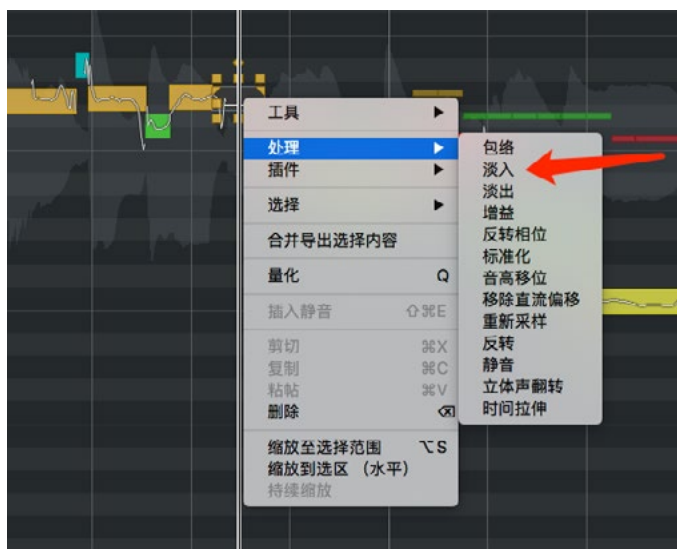 工具
处理
插件
选择
合并导出选择内容
量化 Q
插入静音 ⇧⌘E
剪切 ⌘X
复制 ⌘C
粘帖 ⌘V
删除 ⌫
缩放至选择范围 ⌥S
缩放到选区 （水平）
持续缩放
包络
淡入
淡出
增益
反转相位
标准化
音高移位
移除直流偏移
重新采样
反转
静音
立体声翻转
时间拉伸